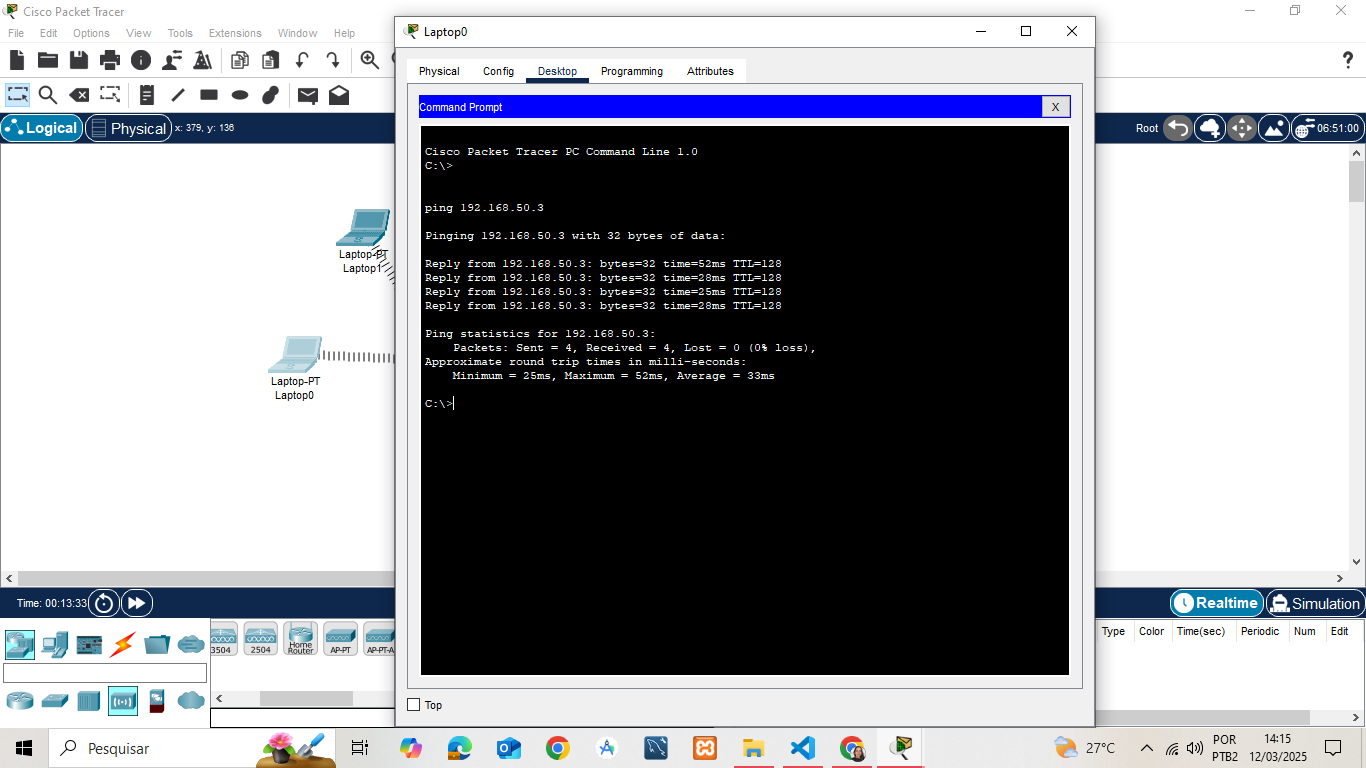 Cisco Packet Tracer
File Edit Options View Tools Extensions Window Help
Logical
Physical
x: 379, y: 136
Root
06:51:00
Laptop-PT
Laptop1
Laptop-PT
Laptop0
Laptop0
Physical Config Desktop Programming Attributes
Command Prompt
X
Cisco Packet Tracer PC Command Line 1.0
C:\>
ping 192.168.50.3
Pinging 192.168.50.3 with 32 bytes of data:
Reply from 192.168.50.3: bytes=32 time=52ms TTL=128
Reply from 192.168.50.3: bytes=32 time=28ms TTL=128
Reply from 192.168.50.3: bytes=32 time=25ms TTL=128
Reply from 192.168.50.3: bytes=32 time=28ms TTL=128
Ping statistics for 192.168.50.3:
Packets: Sent = 4, Received = 4, Lost = 0 (0% loss),
Approximate round trip times in milli-seconds:
Minimum = 25ms, Maximum = 52ms, Average = 33ms
C:\>
Top
Time: 00:13:33
Realtime
Simulation
3504
2504
Home Router
AP-PT
AP-PT-A
Type Color Time(sec) Periodic Num Edit
Pesquisar
27°C
POR
PTB2
14:15
12/03/2025